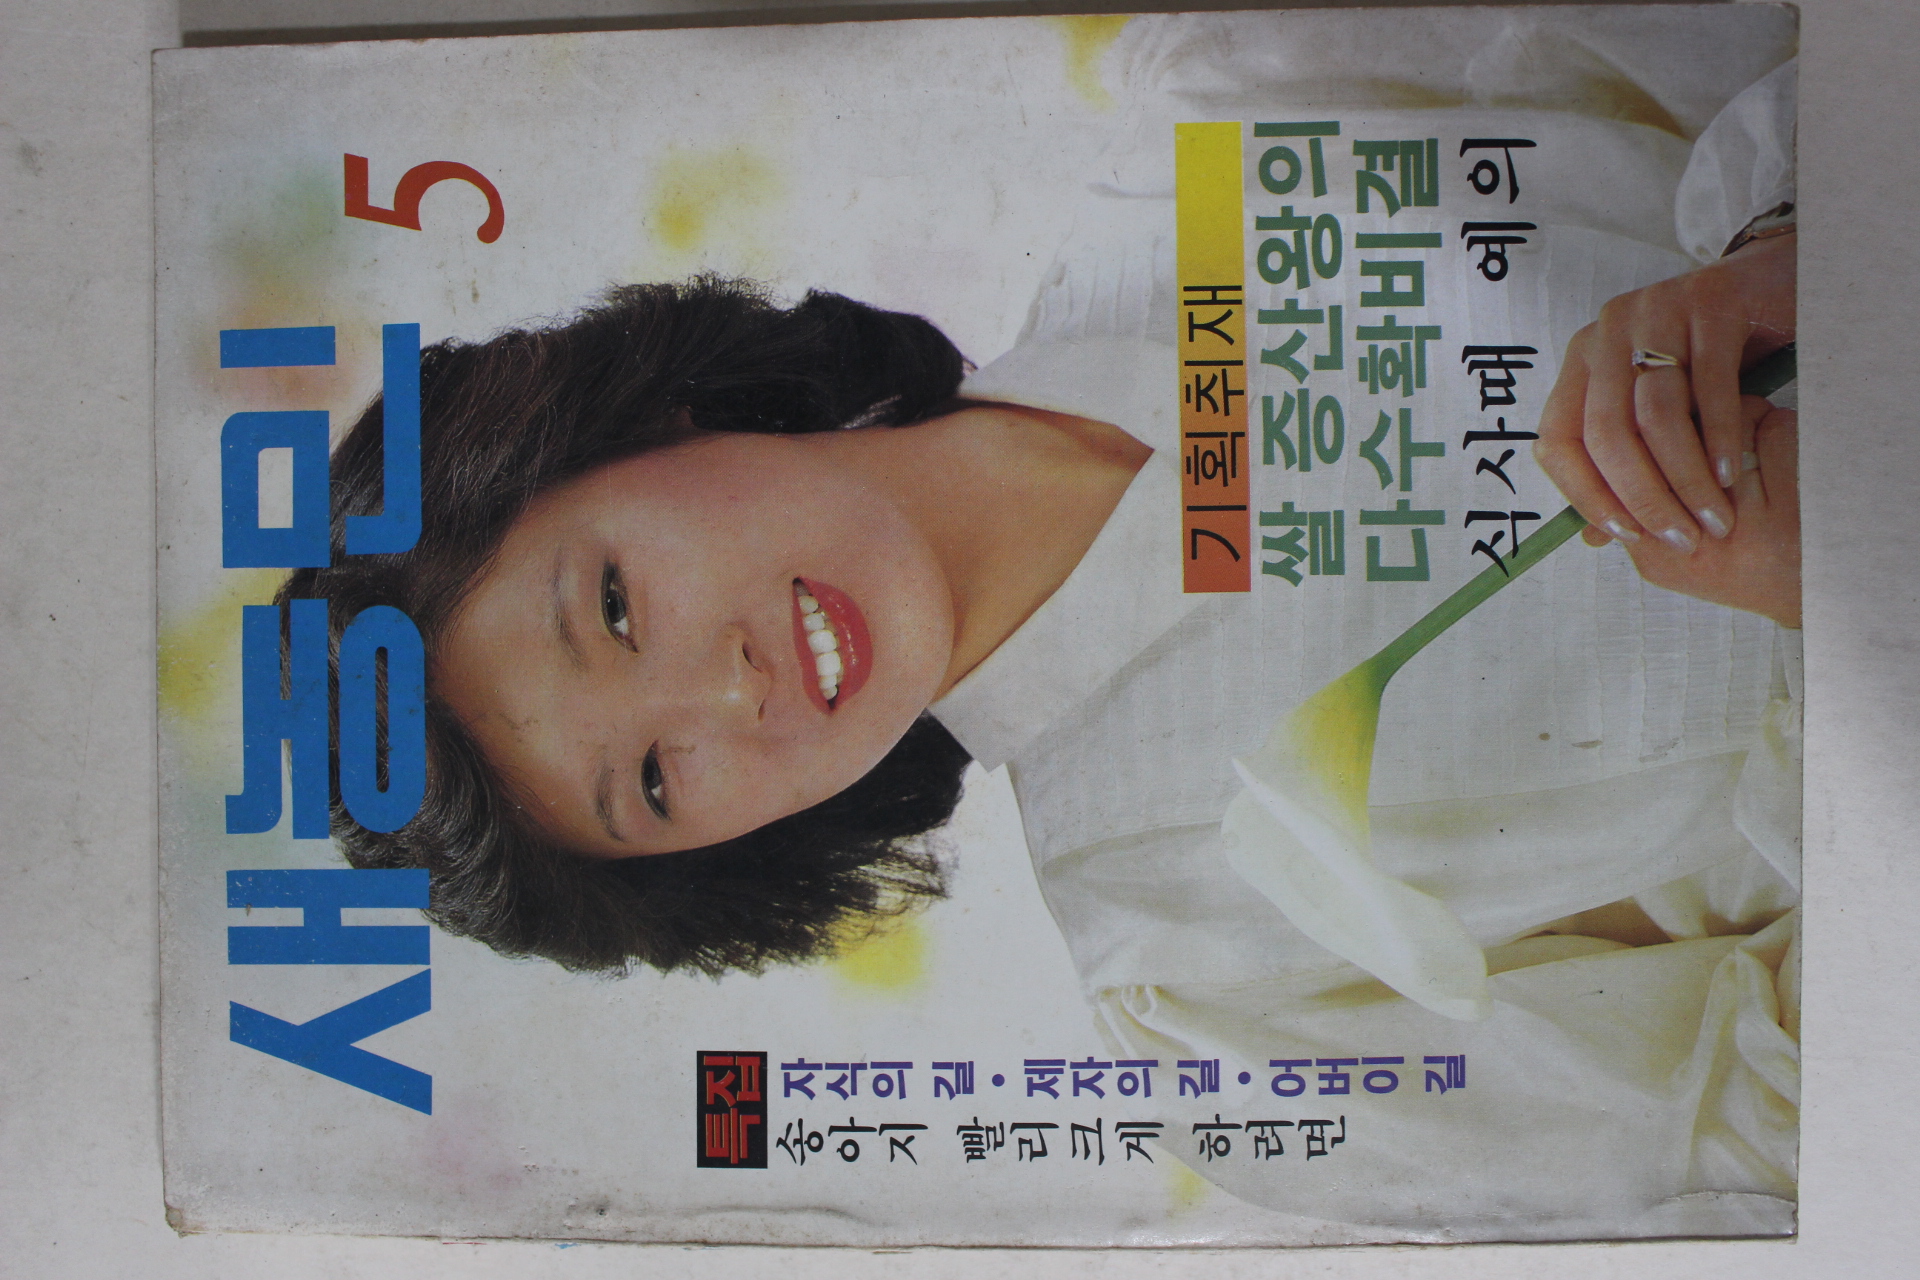 새농민
5
특집
자식의 길·제자의 길·어버이 길
송아지 빨리크게 하려면
기획취재
쌀 증산왕의
다수확비결
식사때 예의